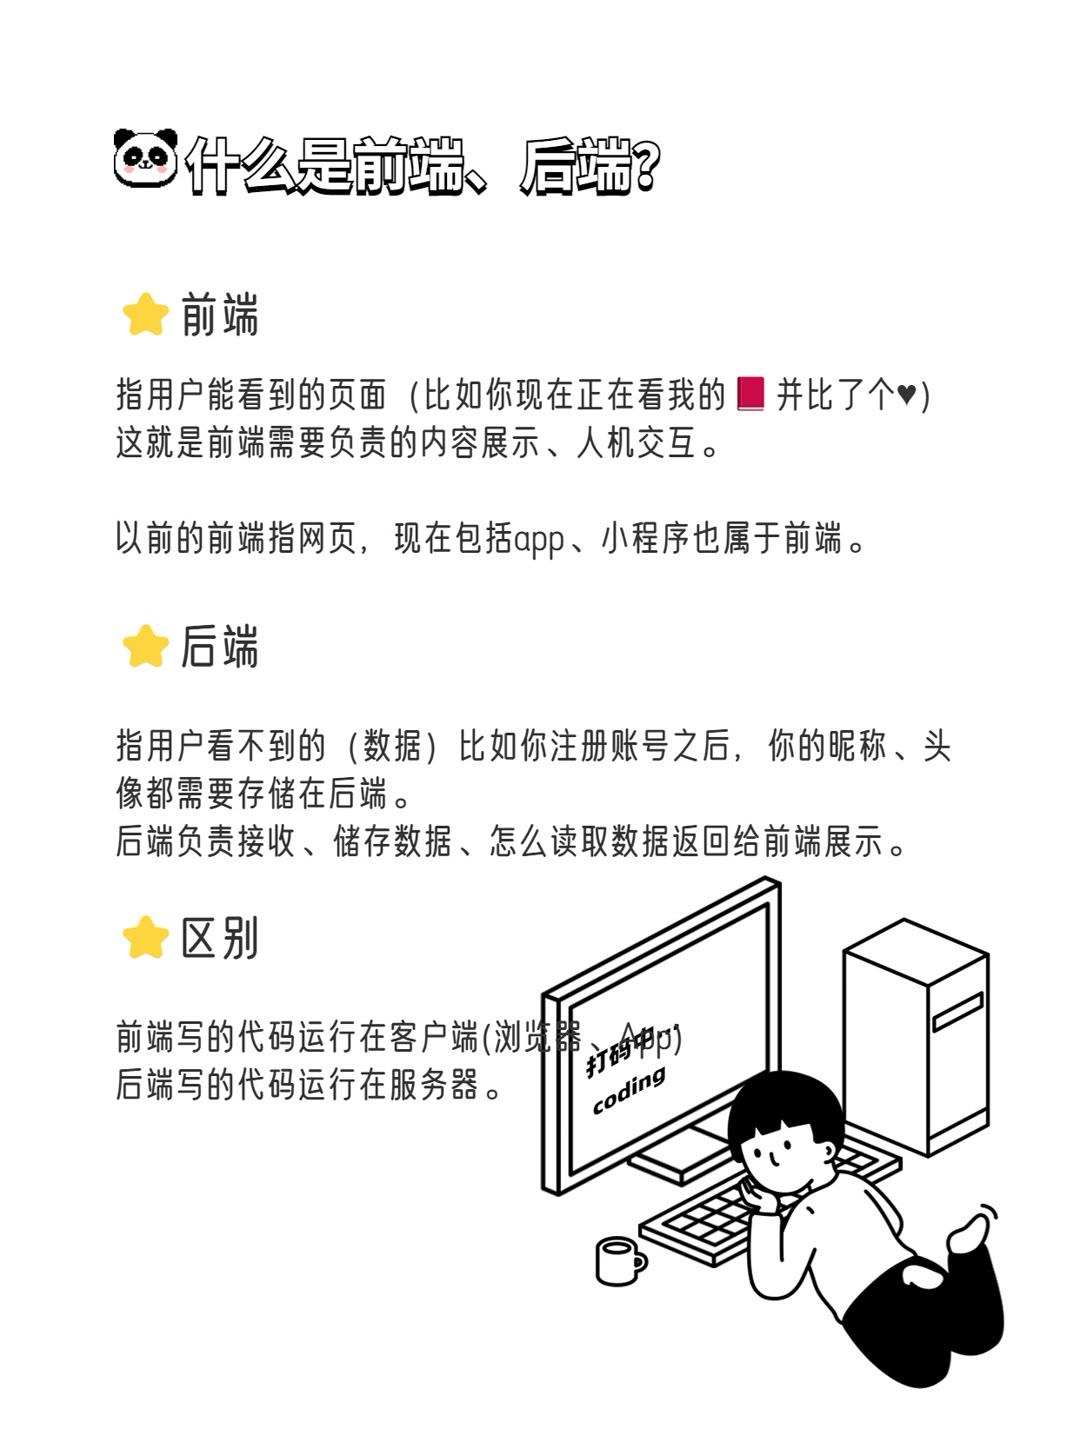 什么是前端、后端?
前端
指用户能看到的页面（比如你现在正在看我的📕并比了个♥）
这就是前端需要负责的内容展示、人机交互。
以前的前端指网页，现在包括app、小程序也属于前端。
后端
指用户看不到的（数据）比如你注册账号之后，你的昵称、头
像都需要存储在后端。
后端负责接收、储存数据、怎么读取数据返回给前端展示。
区别
前端写的代码运行在客户端(浏览器、App)
后端写的代码运行在服务器。
打码中...
coding